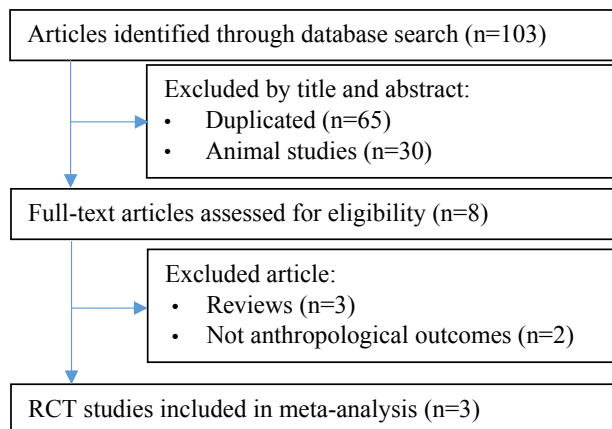 Articles identified through database search (n=103)
Excluded by title and abstract:
• Duplicated (n=65)
• Animal studies (n=30)
Full-text articles assessed for eligibility (n=8)
Excluded article:
• Reviews (n=3)
• Not anthropological outcomes (n=2)
RCT studies included in meta-analysis (n=3)